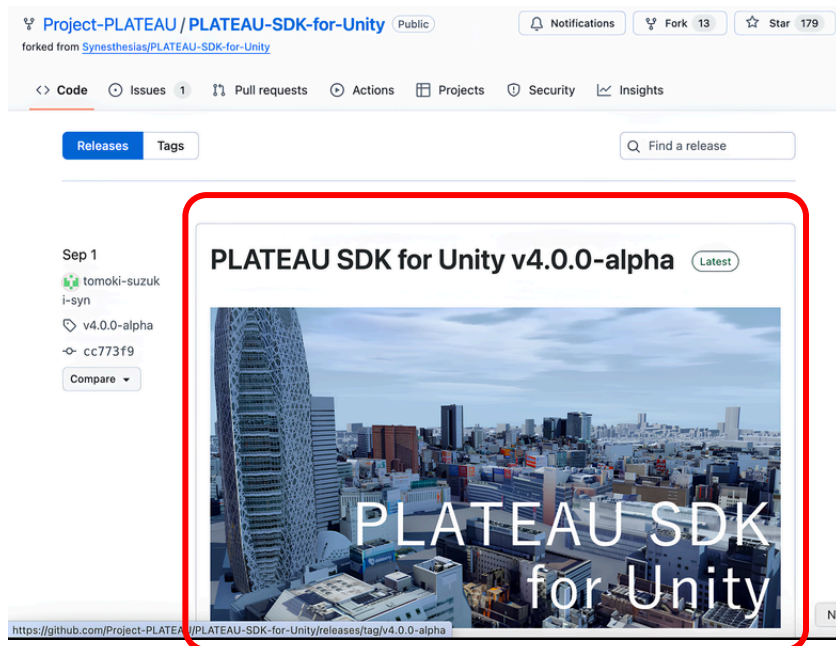 Project-PLATEAU / PLATEAU-SDK-for-Unity Public
Notifications
Fork 13
Star 179
forked from Synesthesias/PLATEAU-SDK-for-Unity
<> Code
Issues 1
Pull requests
Actions
Projects
Security
Insights
Releases
Tags
Find a release
Sep 1
tomoki-suzuk
i-syn
v4.0.0-alpha
cc773f9
Compare
PLATEAU SDK for Unity v4.0.0-alpha
Latest
PLATEAU SDK
for Unity
N
https://github.com/Project-PLATEAU/PLATEAU-SDK-for-Unity/releases/tag/v4.0.0-alpha